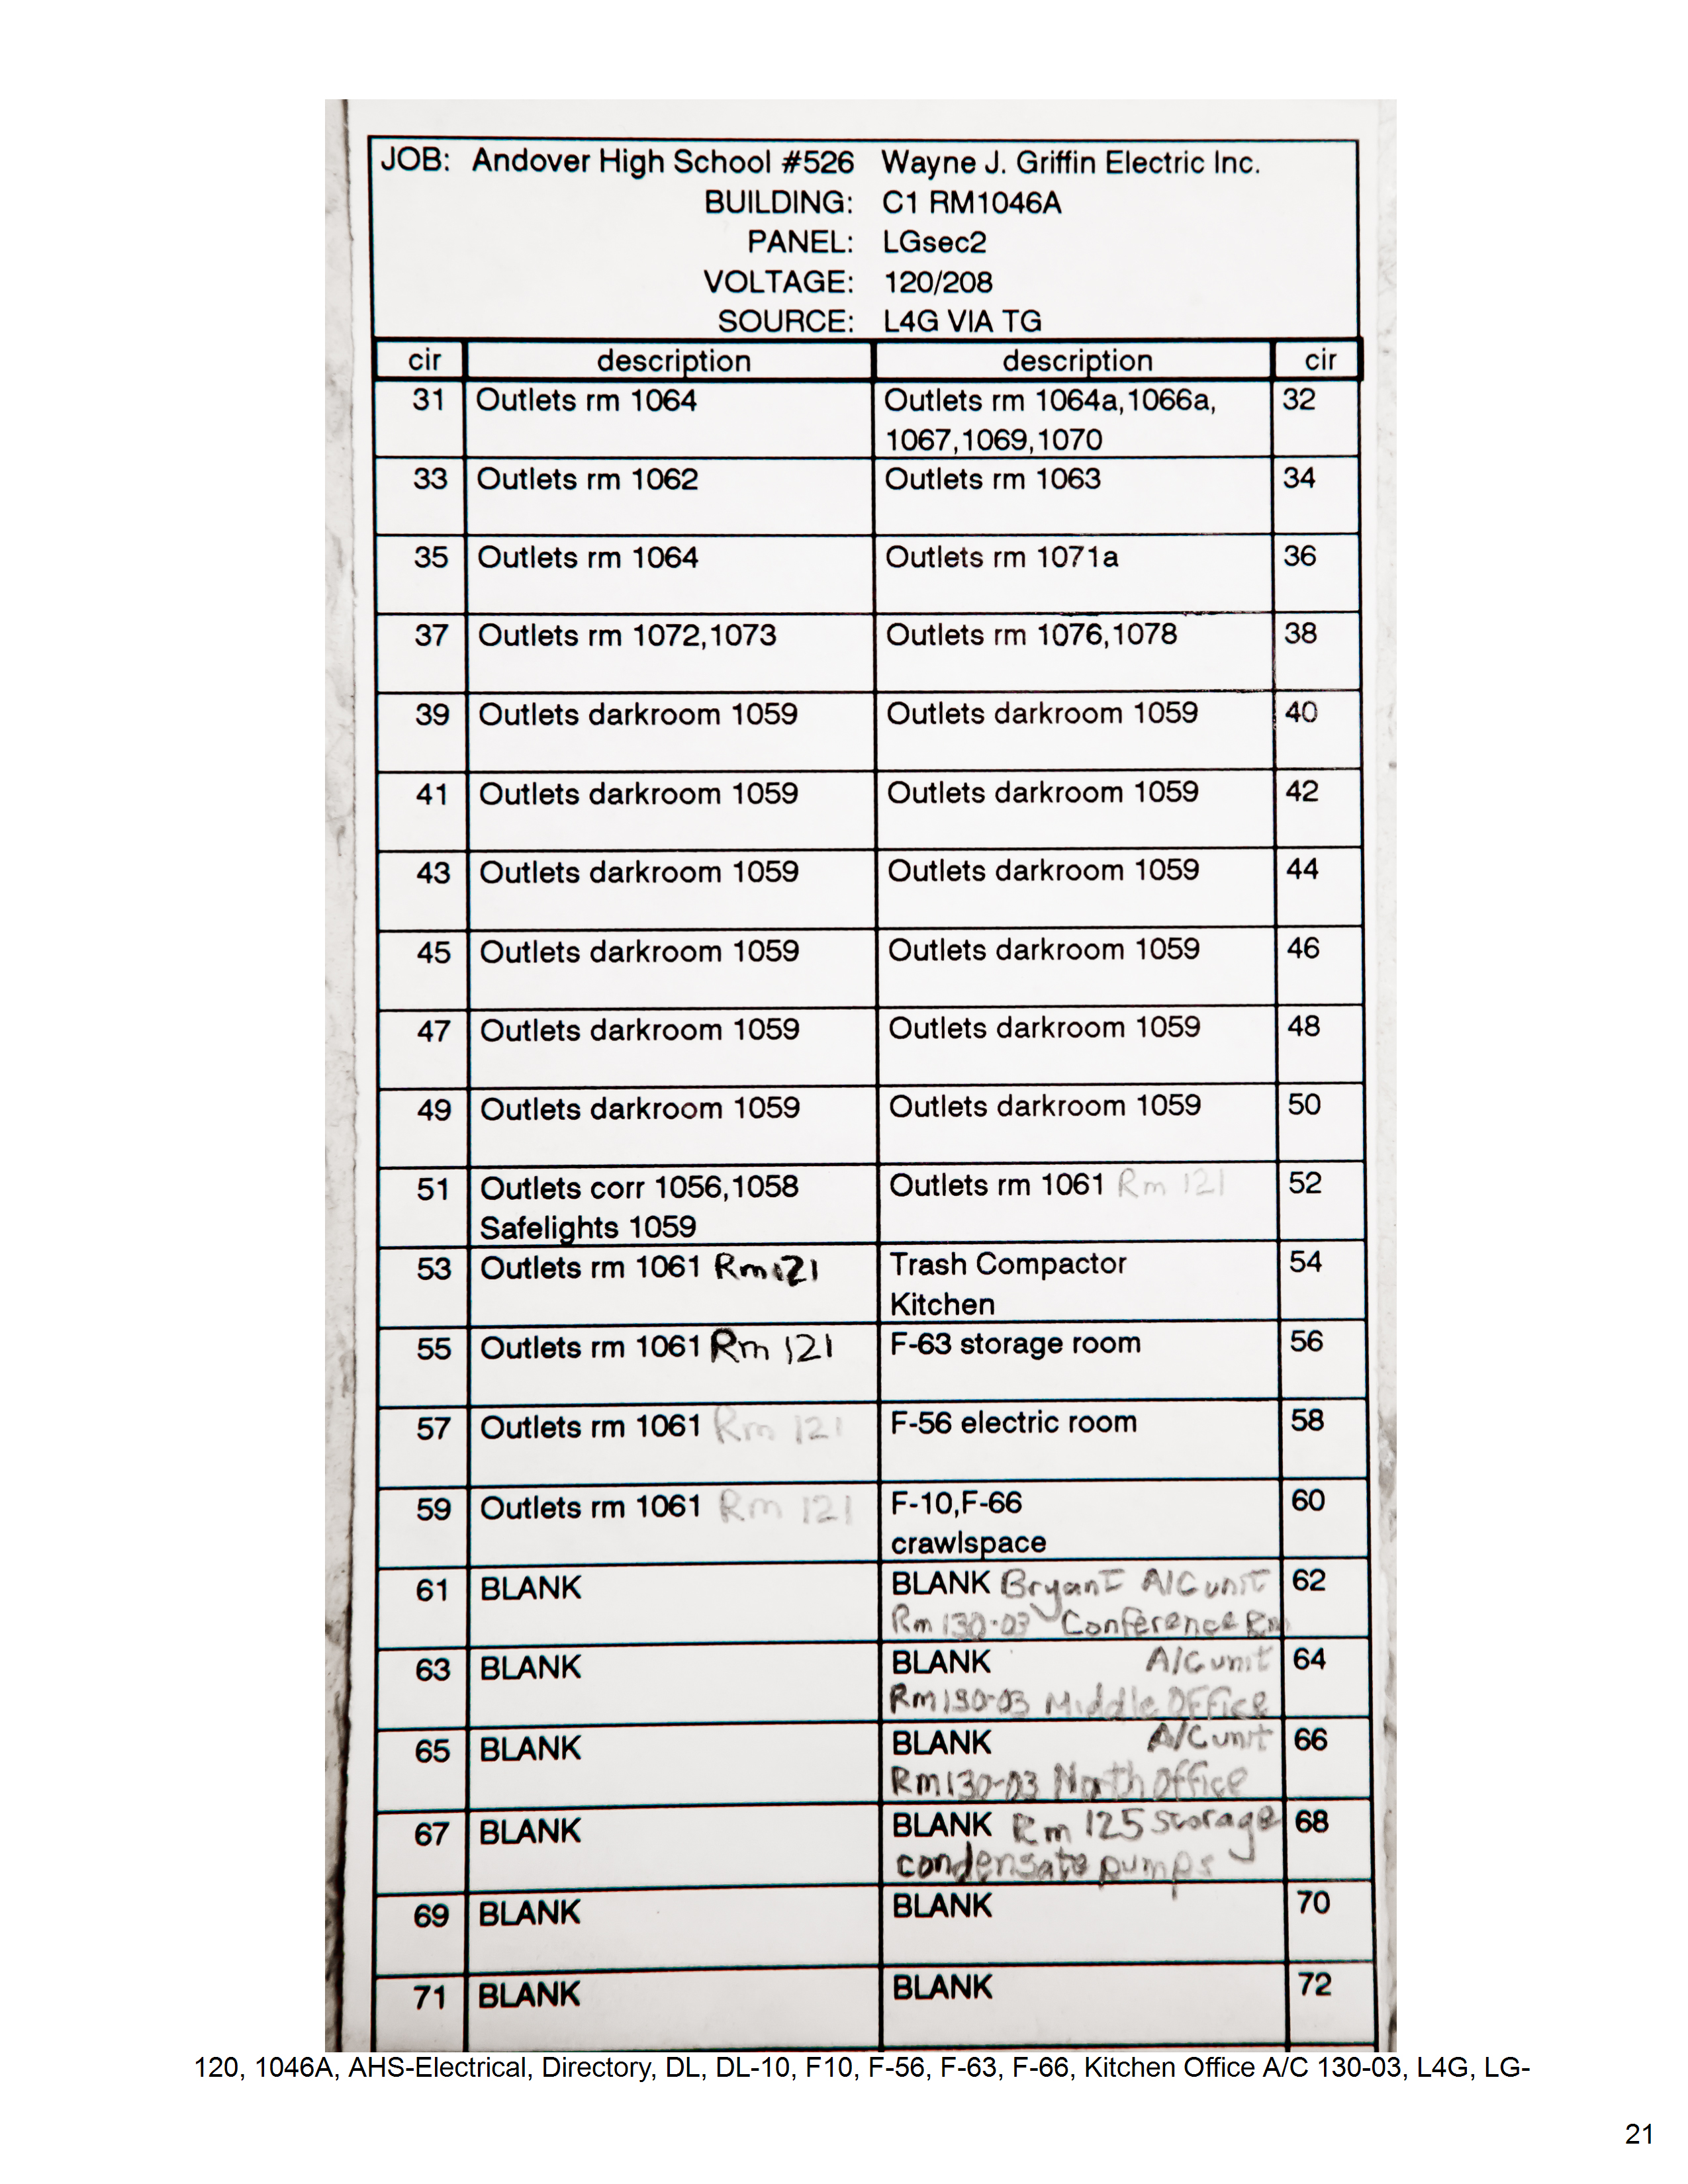 JOB: Andover High School #526 Wayne J. Griffin Electric Inc.
BUILDING: C1 RM1046A
PANEL: LGsec2
VOLTAGE: 120/208
SOURCE: L4G VIA TG
cir description description cir
31 Outlets rm 1064 Outlets rm 1064a,1066a, 32
1067,1069,1070
33 Outlets rm 1062 Outlets rm 1063 34
35 Outlets rm 1064 Outlets rm 1071a 36
37 Outlets rm 1072,1073 Outlets rm 1076,1078 38
39 Outlets darkroom 1059 Outlets darkroom 1059 40
41 Outlets darkroom 1059 Outlets darkroom 1059 42
43 Outlets darkroom 1059 Outlets darkroom 1059 44
45 Outlets darkroom 1059 Outlets darkroom 1059 46
47 Outlets darkroom 1059 Outlets darkroom 1059 48
49 Outlets darkroom 1059 Outlets darkroom 1059 50
51 Outlets corr 1056,1058 Outlets rm 1061 Rm 121 52
Safelights 1059
53 Outlets rm 1061 Rm 121 Trash Compactor 54
Kitchen
55 Outlets rm 1061 Rm 121 F-63 storage room 56
57 Outlets rm 1061 Rm 121 F-56 electric room 58
59 Outlets rm 1061 Rm 121 F-10,F-66 60
crawlspace
61 BLANK BLANK Bryant A/C unit 62
Rm 130-03 Conference Rm
63 BLANK BLANK A/C unit 64
Rm 130-03 Middle Office
65 BLANK BLANK A/C unit 66
Rm 130-03 North Office
67 BLANK BLANK Rm 125 Storage 68
condensate pumps
69 BLANK BLANK 70
71 BLANK BLANK 72
120, 1046A, AHS-Electrical, Directory, DL, DL-10, F10, F-56, F-63, F-66, Kitchen Office A/C 130-03, L4G, LG-
21